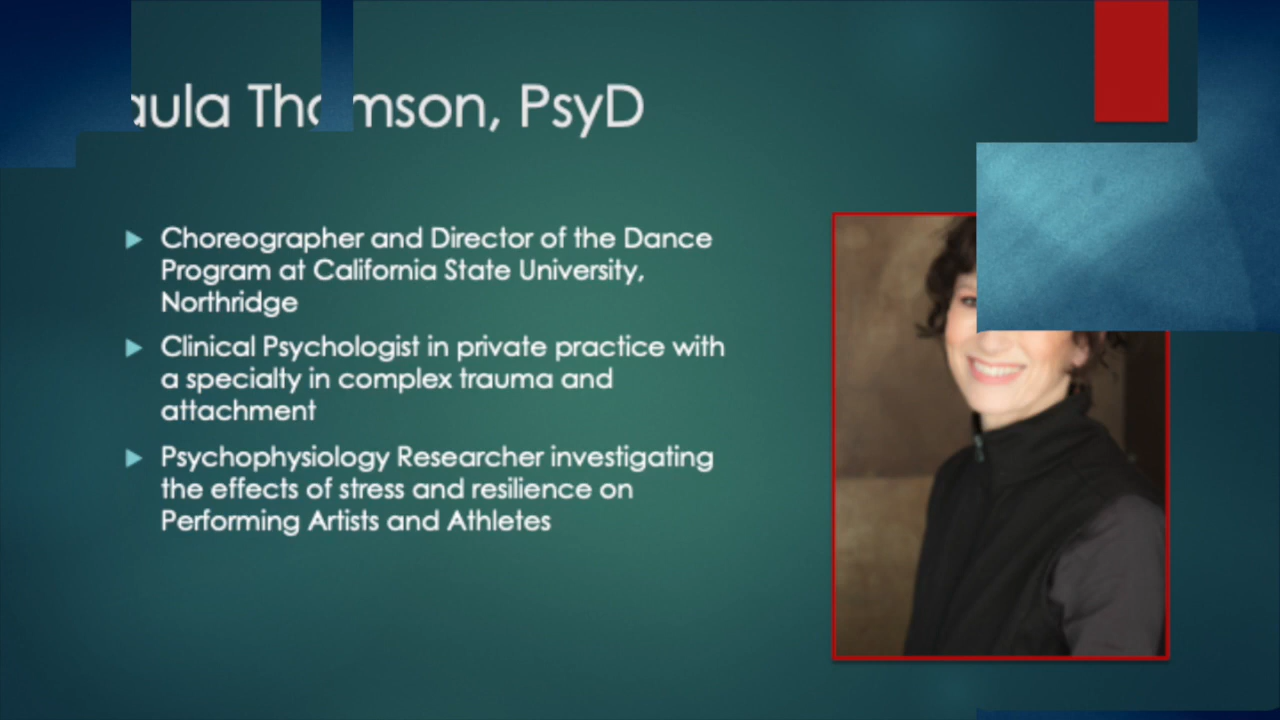 aula Thomson, PsyD
Choreographer and Director of the Dance
Program at California State University,
Northridge
Clinical Psychologist in private practice with
a specialty in complex trauma and
attachment
Psychophysiology Researcher investigating
the effects of stress and resilience on
Performing Artists and Athletes